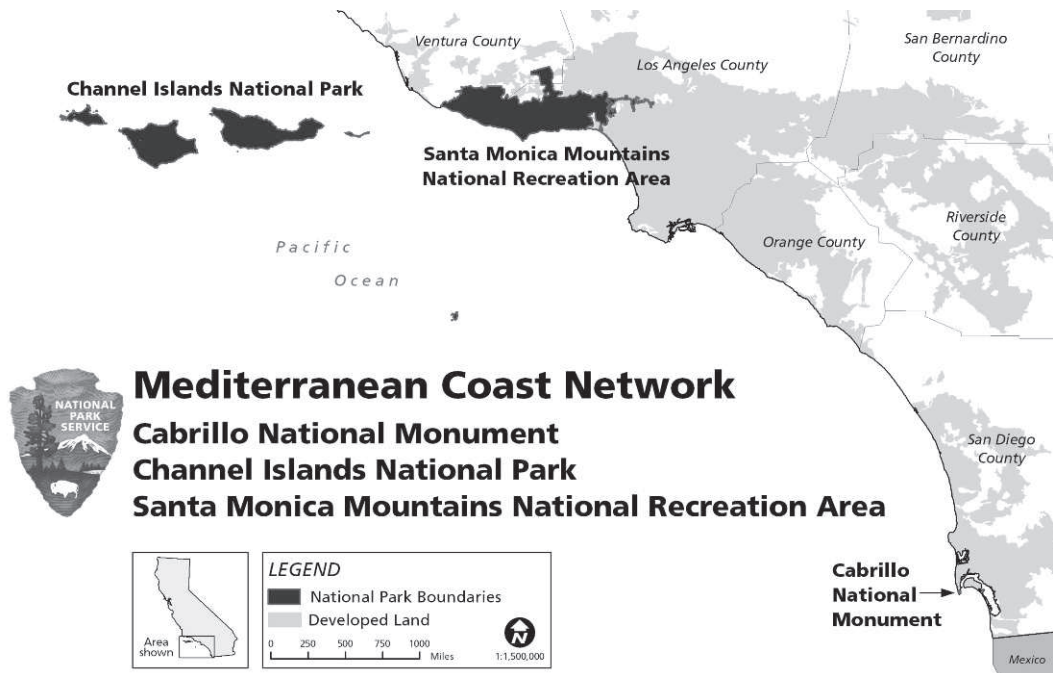 Ventura County
Los Angeles County
San Bernardino
County
Channel Islands National Park
Santa Monica Mountains
National Recreation Area
Riverside
County
Orange County
Pacific
Ocean
NATIONAL
PARK
SERVICE
Mediterranean Coast Network
Cabrillo National Monument
Channel Islands National Park
Santa Monica Mountains National Recreation Area
San Diego
County
Area
shown
LEGEND
National Park Boundaries
Developed Land
0 250 500 750 1000
Miles
N
1:1,500,000
Cabrillo
National
Monument
Mexico